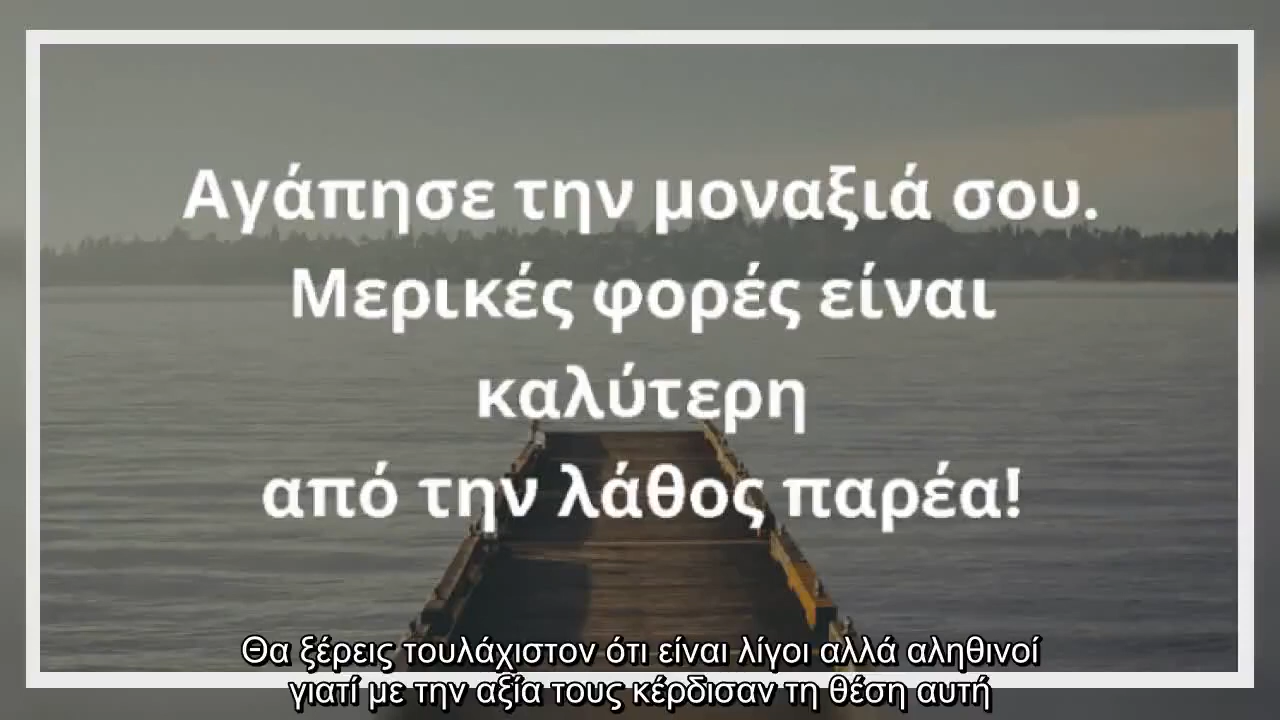 Αγάπησε την μοναξιά σου.
Μερικές φορές είναι
καλύτερη
από την λάθος παρέα!
Θα ξέρεις τουλάχιστον ότι είναι λίγοι αλλά αληθινοί
γιατί με την αξία τους κέρδισαν τη θέση αυτή